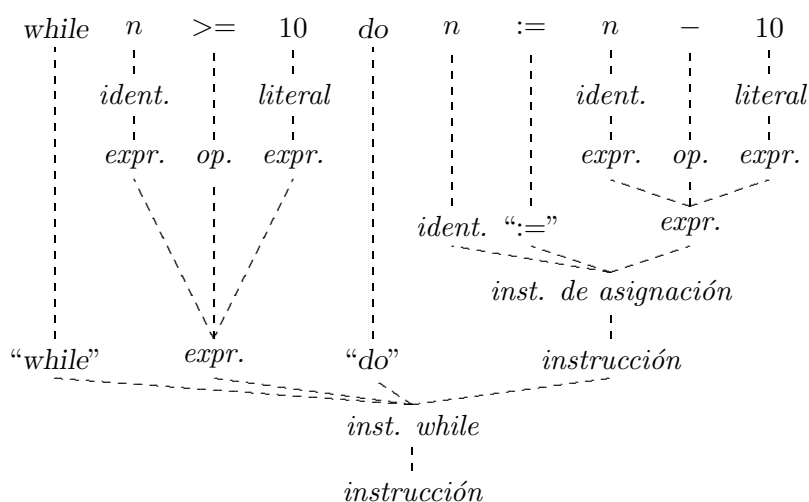 while n >= 10 do n := n − 10
ident. literal ident. literal
expr. op. expr. expr. op. expr.
ident. “:=” expr.
inst. de asignación
“while” expr. “do” instrucción
inst. while
instrucción